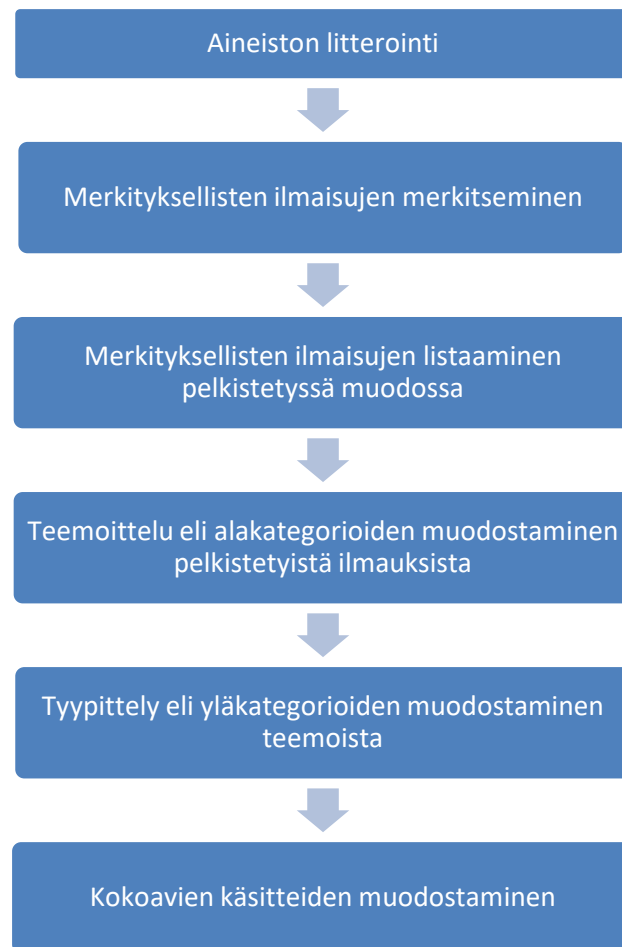 Aineiston litterointi
Merkityksellisten ilmaisujen merkitseminen
Merkityksellisten ilmaisujen listaaminen
pelkistetyssä muodossa
Teemoittelu eli alakategorioiden muodostaminen
pelkistetyistä ilmauksista
Tyypittely eli yläkategorioiden muodostaminen
teemoista
Kokoavien käsitteiden muodostaminen